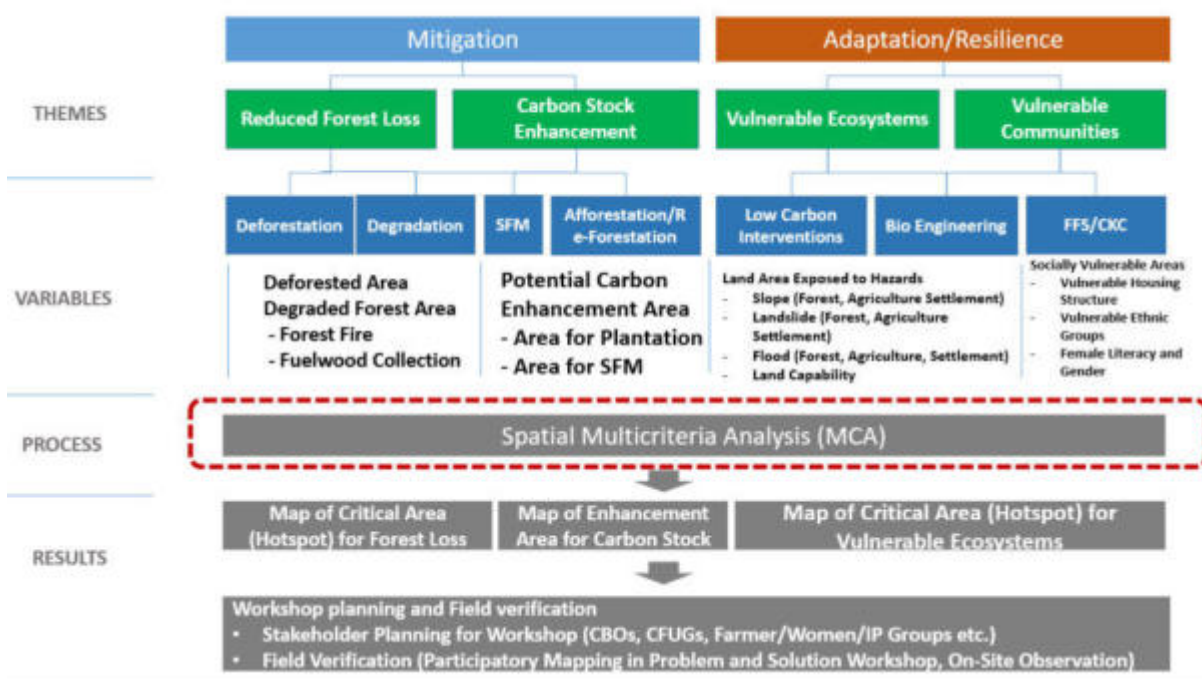 Mitigation
Adaptation/Resilience
THEMES
Reduced Forest Loss
Carbon Stock
Enhancement
Vulnerable Ecosystems
Vulnerable
Communities
VARIABLES
Deforestation
Degradation
SFM
Afforestation/R
e-Forestation
Low Carbon
Interventions
Bio Engineering
FFS/CKC
Deforested Area
Degraded Forest Area
- Forest Fire
- Fuelwood Collection
Potential Carbon
Enhancement Area
- Area for Plantation
- Area for SFM
Land Area Exposed to Hazards
- Slope (Forest, Agriculture Settlement)
- Landslide (Forest, Agriculture
Settlement)
- Flood (Forest, Agriculture, Settlement)
- Land Capability
Socially Vulnerable Areas
- Vulnerable Housing
Structure
- Vulnerable Ethnic
Groups
- Female Literacy and
Gender
PROCESS
Spatial Multicriteria Analysis (MCA)
RESULTS
Map of Critical Area
(Hotspot) for Forest Loss
Map of Enhancement
Area for Carbon Stock
Map of Critical Area (Hotspot) for
Vulnerable Ecosystems
Workshop planning and Field verification
• Stakeholder Planning for Workshop (CBOs, CFUGs, Farmer/Women/IP Groups etc.)
• Field Verification (Participatory Mapping in Problem and Solution Workshop, On-Site Observation)